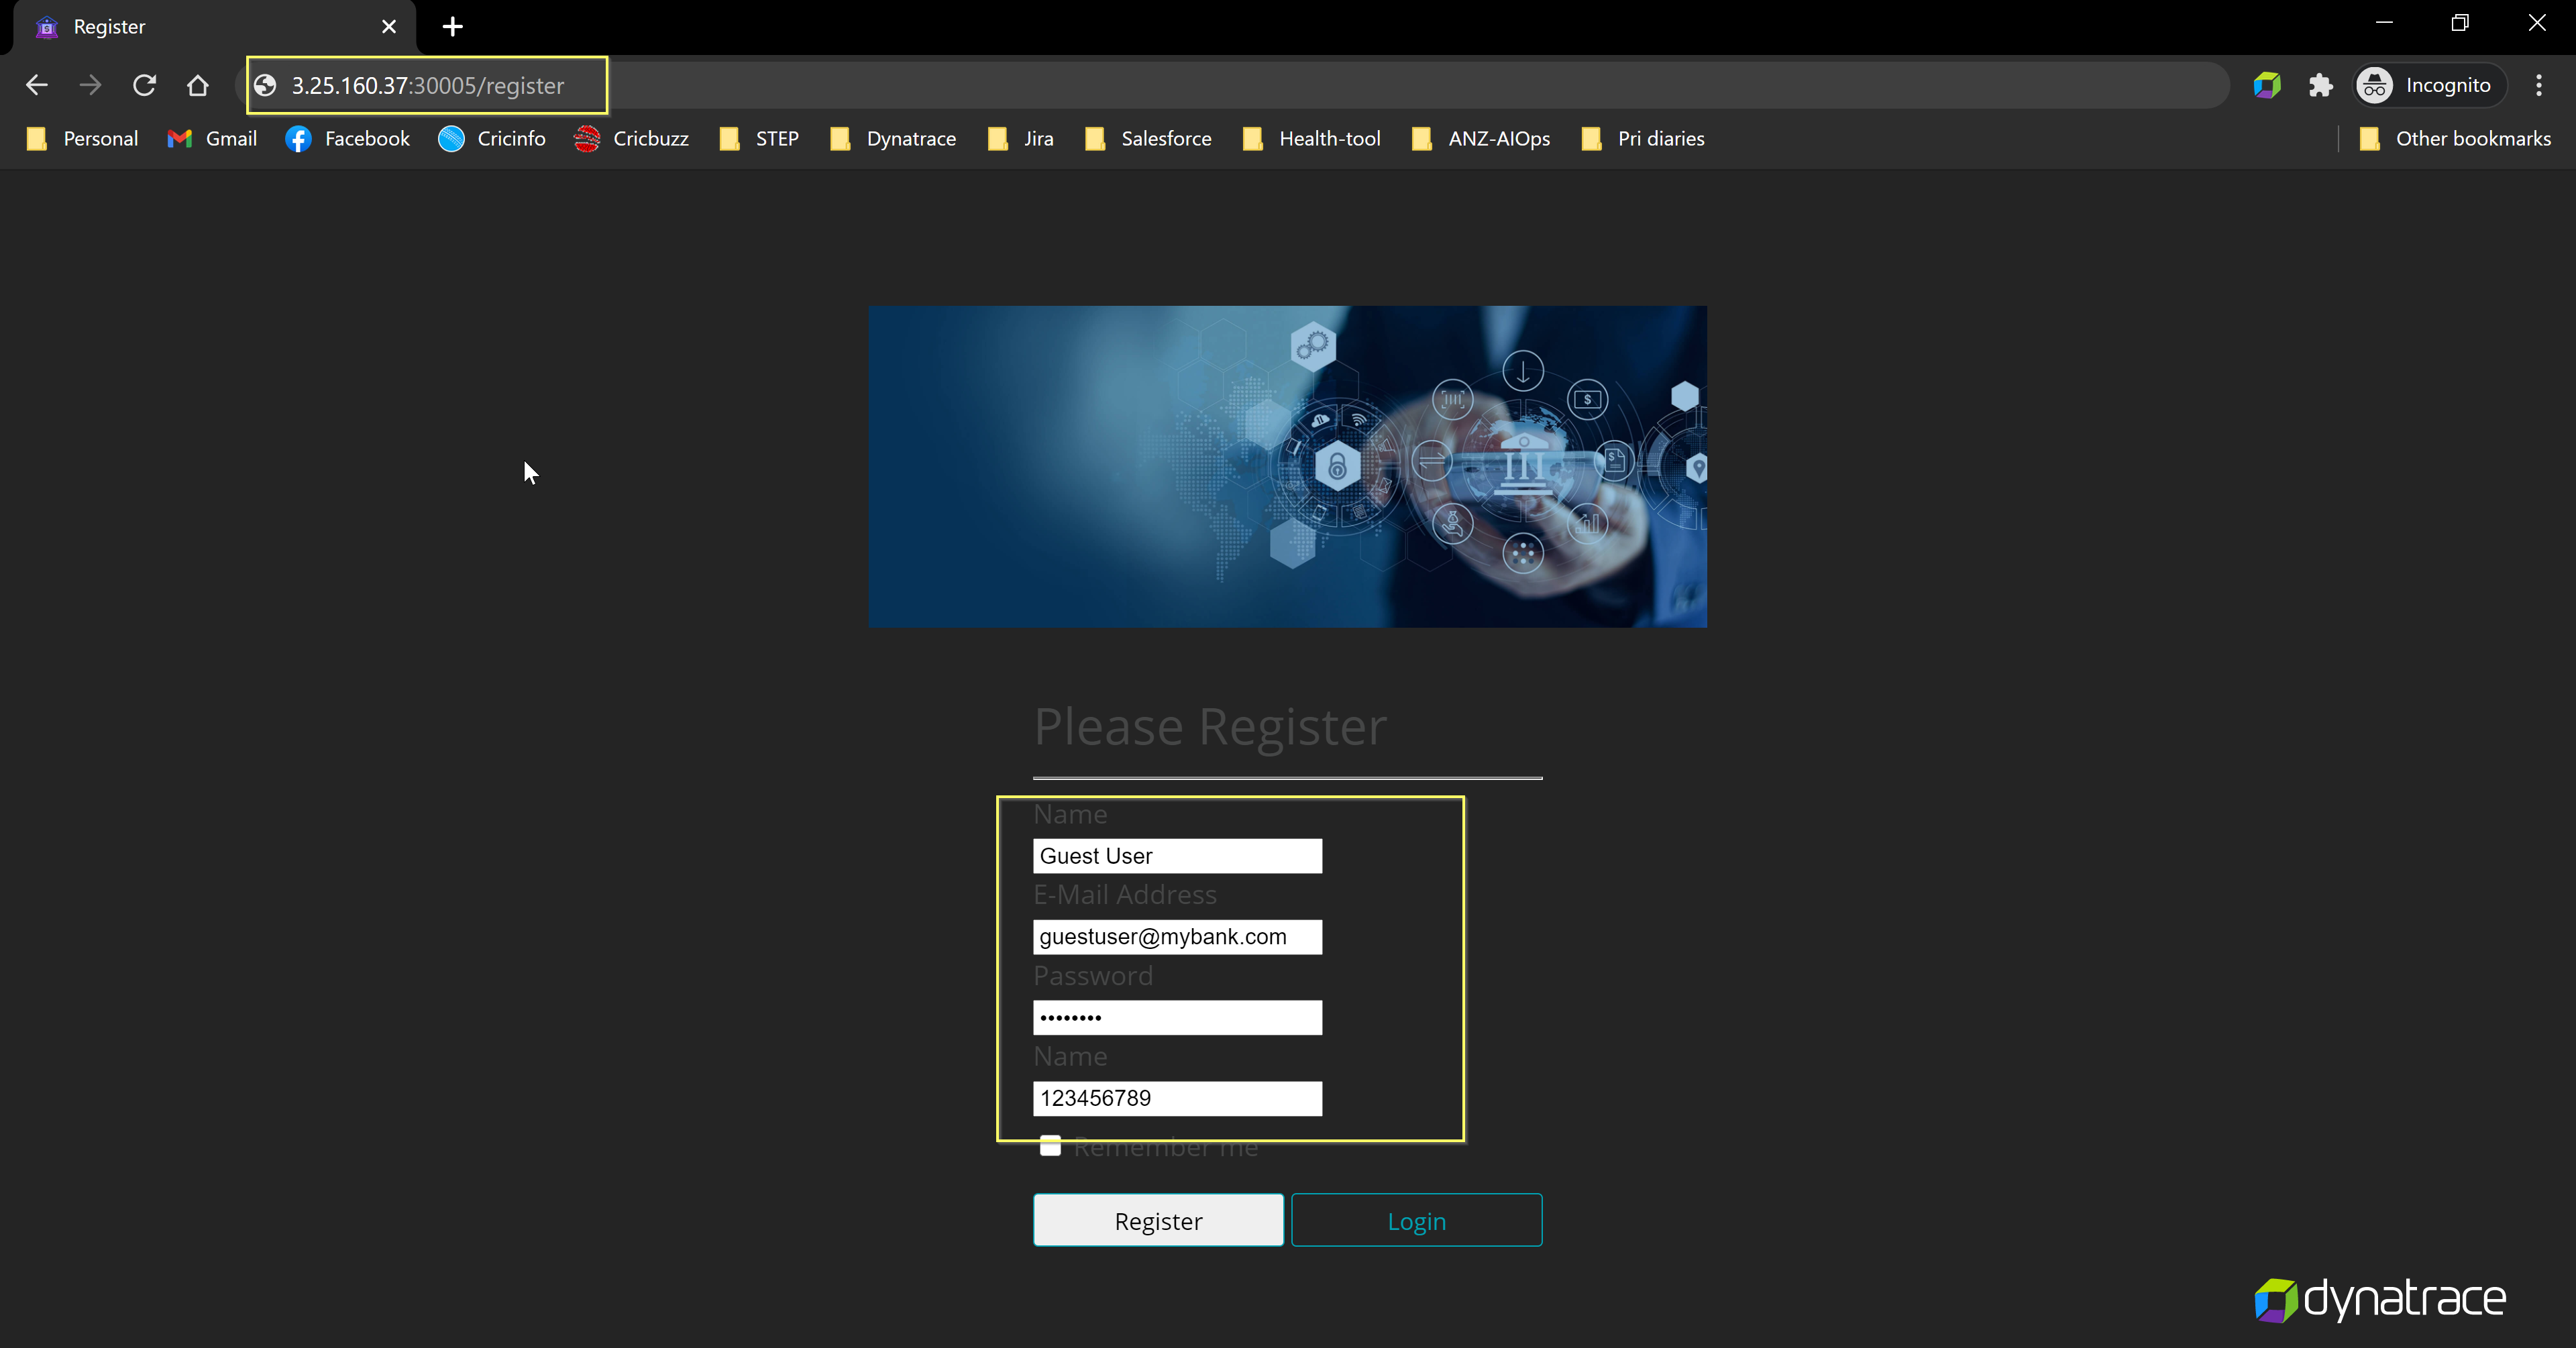 Register
3.25.160.37:30005/register
Incognito
Personal Gmail Facebook Cricinfo Cricbuzz STEP Dynatrace Jira Salesforce Health-tool ANZ-AIOps Pri diaries Other bookmarks
Please Register
Name
Guest User
E-Mail Address
guestuser@mybank.com
Password
••••••••
Name
123456789
Remember me
Register Login
dynatrace